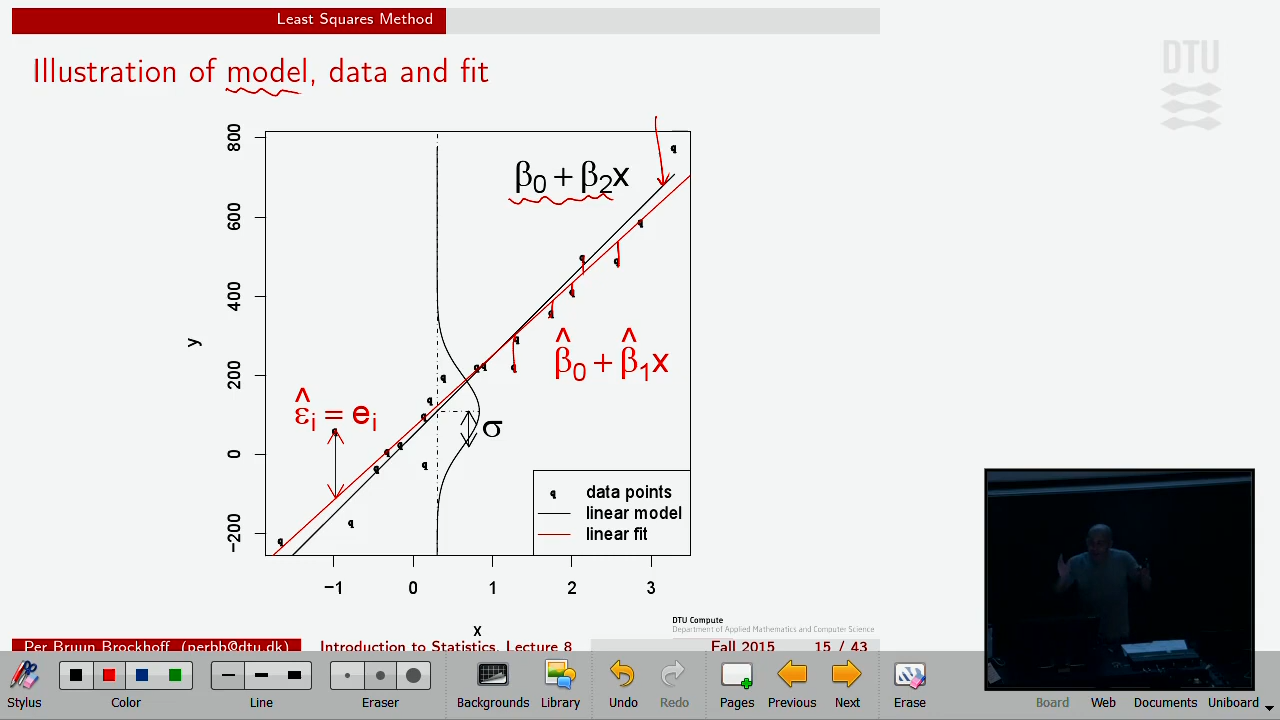 Least Squares Method
DTU
Illustration of model, data and fit
800
600
400
200
0
−200
y
β0 + β2x
β̂0 + β̂1x
ε̂i = ei
σ
q data points
linear model
linear fit
−1 0 1 2 3
x
DTU Compute
Department of Applied Mathematics and Computer Science
Per Bruun Brockhoff (perbb@dtu.dk) Introduction to Statistics, Lecture 8 Fall 2015 15 / 43
Stylus Color Line Eraser Backgrounds Library Undo Redo Pages Previous Next Erase Board Web Documents Uniboard